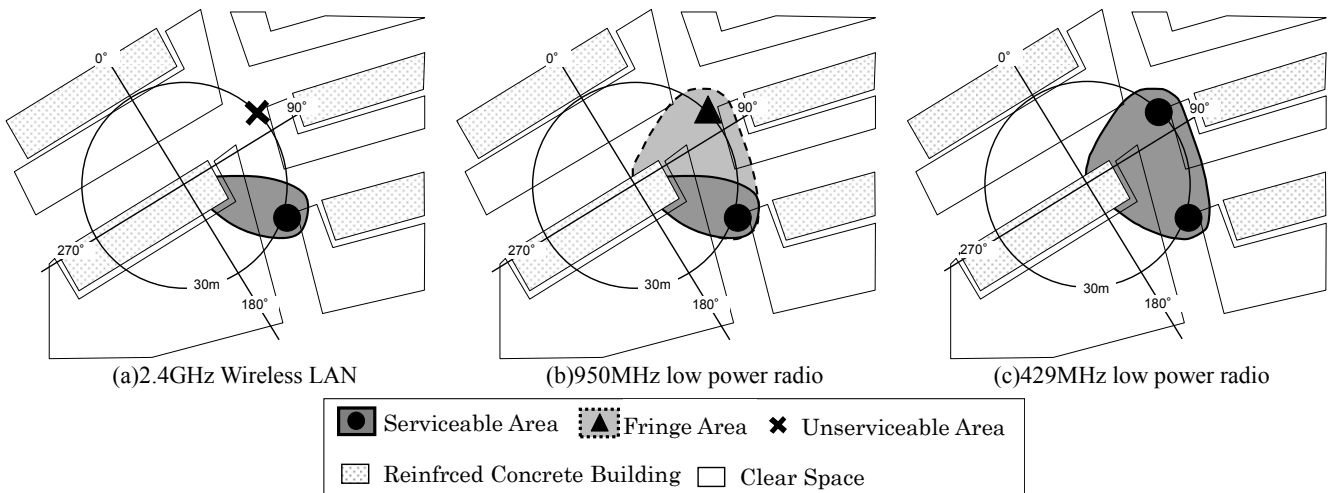 0°
90°
270°
30m
180°
(a)2.4GHz Wireless LAN
0°
90°
270°
30m
180°
(b)950MHz low power radio
0°
90°
270°
30m
180°
(c)429MHz low power radio
Serviceable Area Fringe Area Unserviceable Area
Reinfrced Concrete Building Clear Space